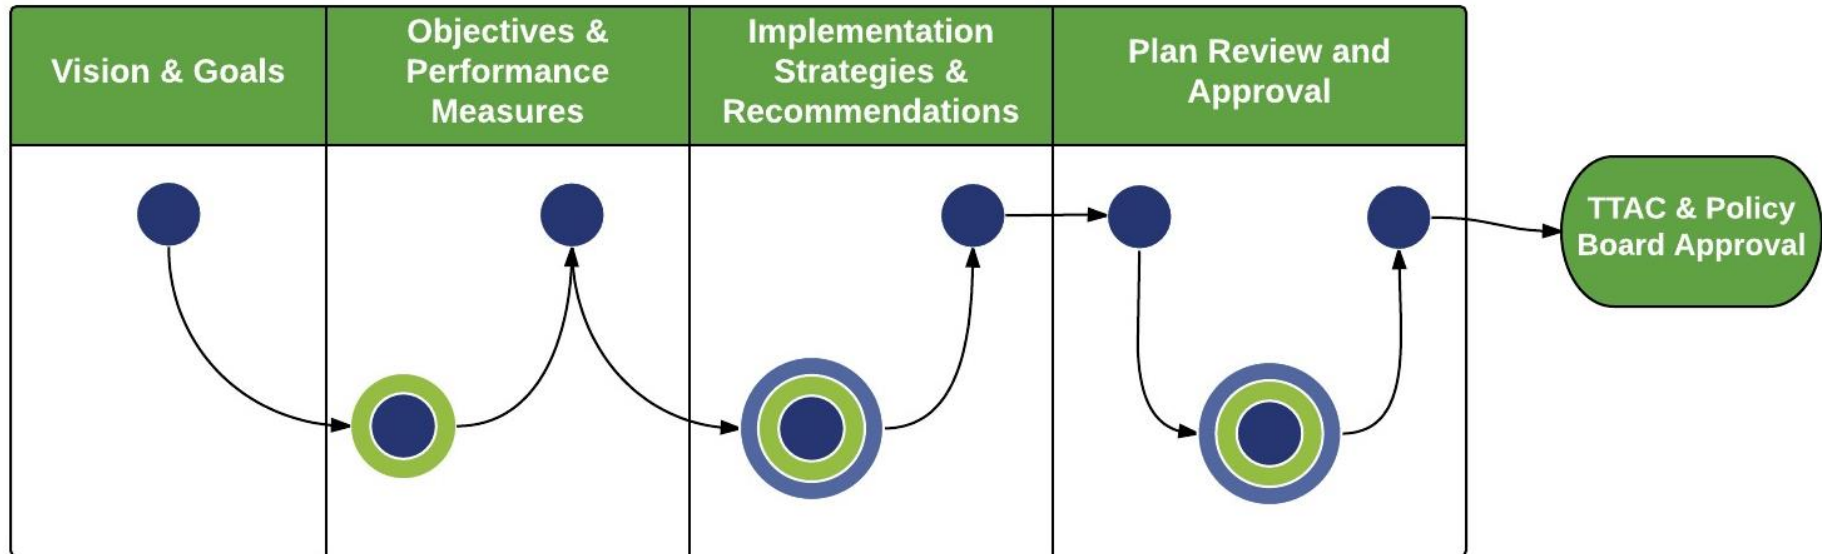 Vision & Goals
Objectives &
Performance
Measures
Implementation
Strategies &
Recommendations
Plan Review and
Approval
TTAC & Policy
Board Approval